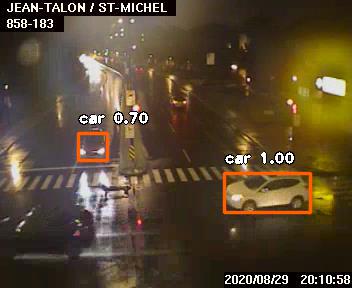 JEAN-TALON / ST-MICHEL
858-183
car 0.70
car 1.00
2020/08/29 20:10:58